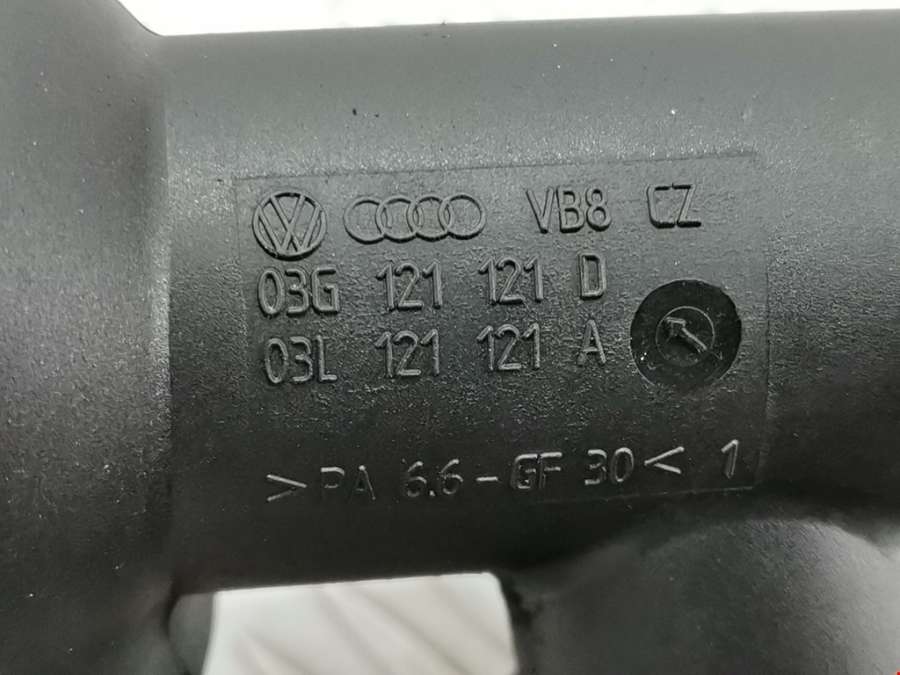 VB8 CZ
03G 121 121 D
03L 121 121 A
>PA 6.6-GF 30< 1